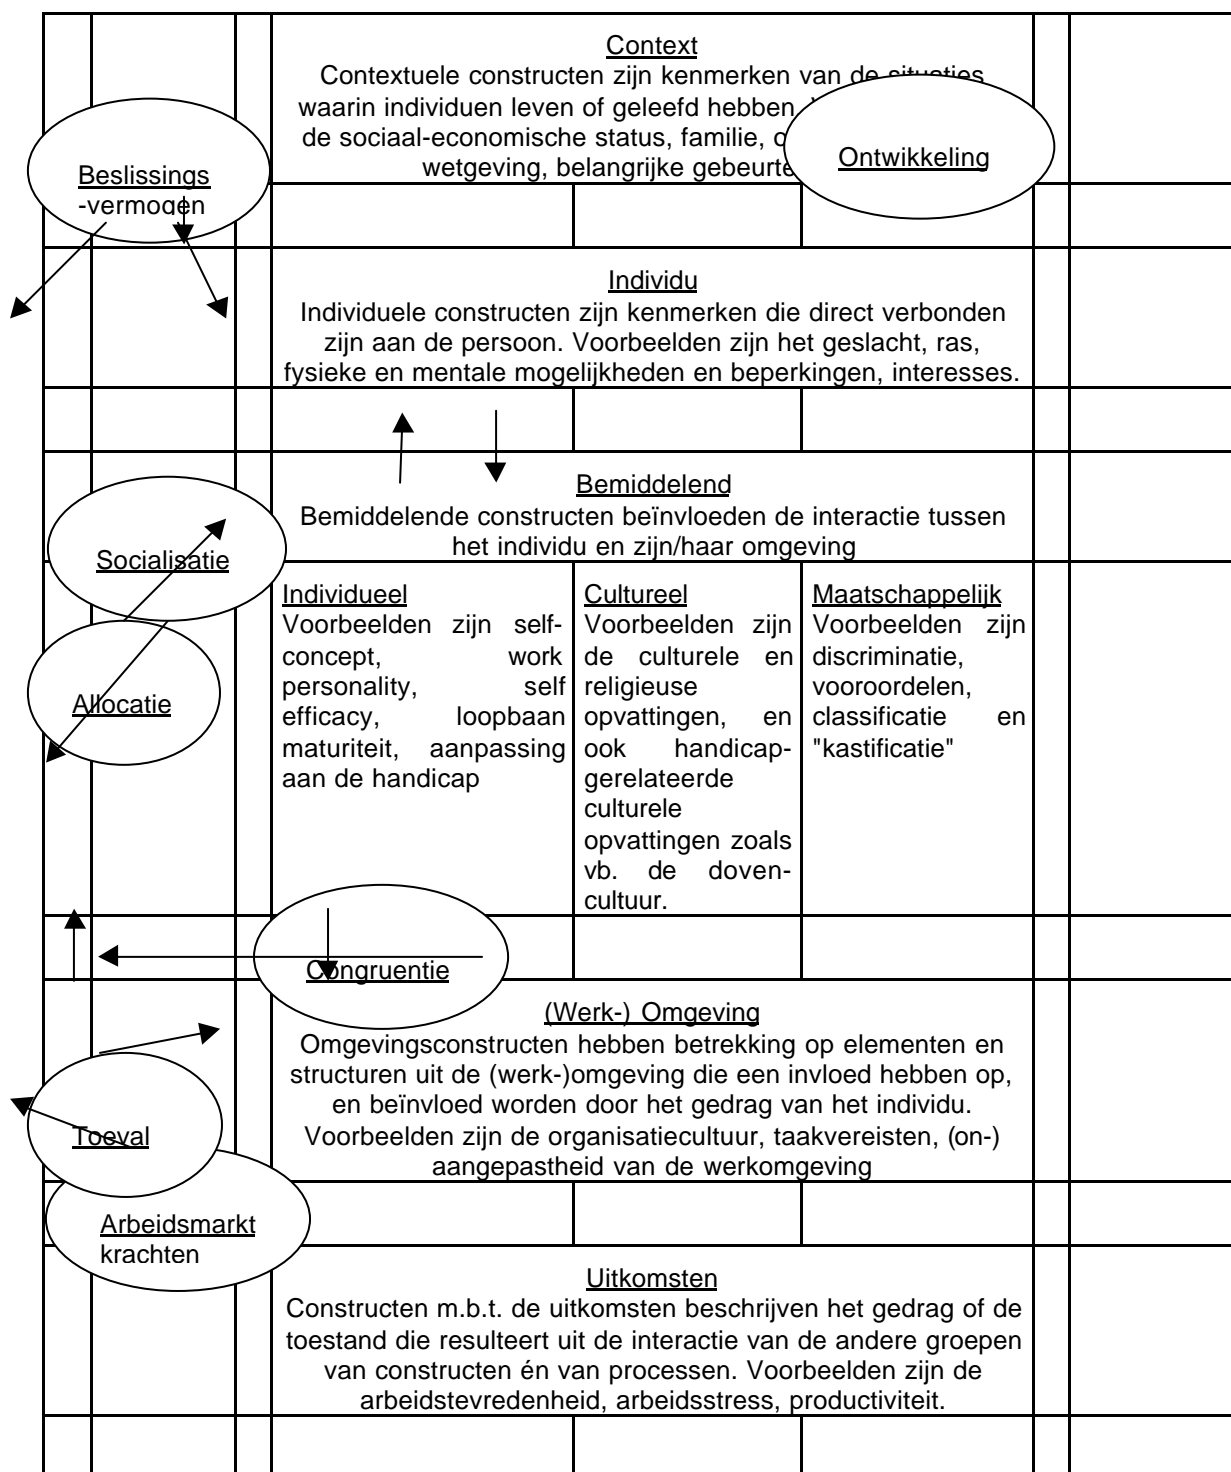 Context
Contextuele constructen zijn kenmerken van de situaties
waarin individuen leven of geleefd hebben.
de sociaal-economische status, familie,
wetgeving, belangrijke
Ontwikkeling
Beslissings
-vermogen
Individu
Individuele constructen zijn kenmerken die direct verbonden
zijn aan de persoon. Voorbeelden zijn het geslacht, ras,
fysieke en mentale mogelijkheden en beperkingen, interesses.
Bemiddelend
Bemiddelende constructen beïnvloeden de interactie tussen
het individu en zijn/haar omgeving
Socialisatie
Allocatie
Individueel
Voorbeelden zijn self-
concept, work
personality, self
efficacy, loopbaan
maturiteit, aanpassing
aan de handicap
Cultureel
Voorbeelden zijn
de culturele en
religieuse
opvattingen, en
ook handicap-
gerelateerde
culturele
opvattingen zoals
vb. de doven-
cultuur.
Maatschappelijk
Voorbeelden zijn
discriminatie,
vooroordelen,
classificatie en
"kastificatie"
Congruentie
(Werk-) Omgeving
Omgevingsconstructen hebben betrekking op elementen en
structuren uit de (werk-)omgeving die een invloed hebben op,
en beïnvloed worden door het gedrag van het individu.
Voorbeelden zijn de organisatiecultuur, taakvereisten, (on-)
aangepastheid van de werkomgeving
Toeval
Arbeidsmarkt
krachten
Uitkomsten
Constructen m.b.t. de uitkomsten beschrijven het gedrag of de
toestand die resulteert uit de interactie van de andere groepen
van constructen én van processen. Voorbeelden zijn de
arbeidstevredenheid, arbeidsstress, productiviteit.